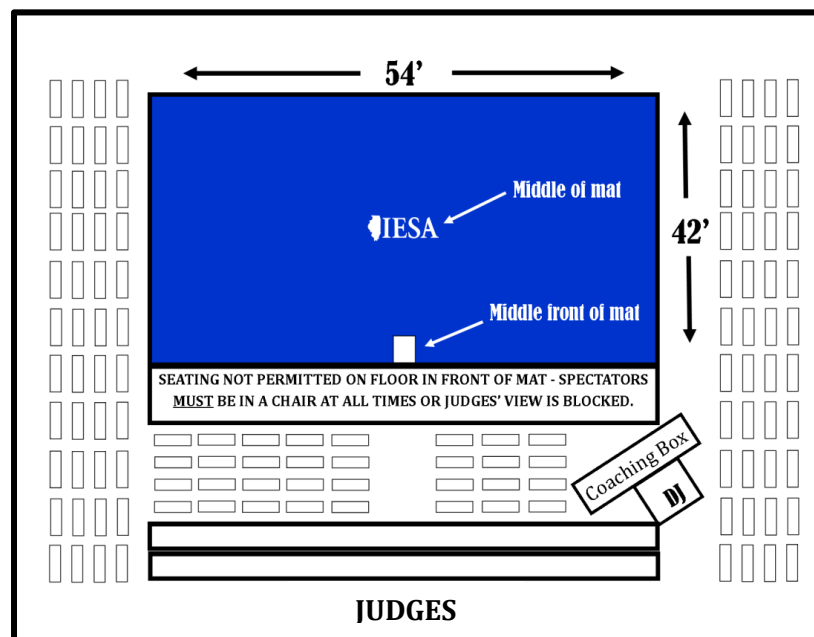 54’
Middle of mat
IESA
42’
Middle front of mat
SEATING NOT PERMITTED ON FLOOR IN FRONT OF MAT - SPECTATORS
MUST BE IN A CHAIR AT ALL TIMES OR JUDGES’ VIEW IS BLOCKED.
Coaching Box
DJ
JUDGES